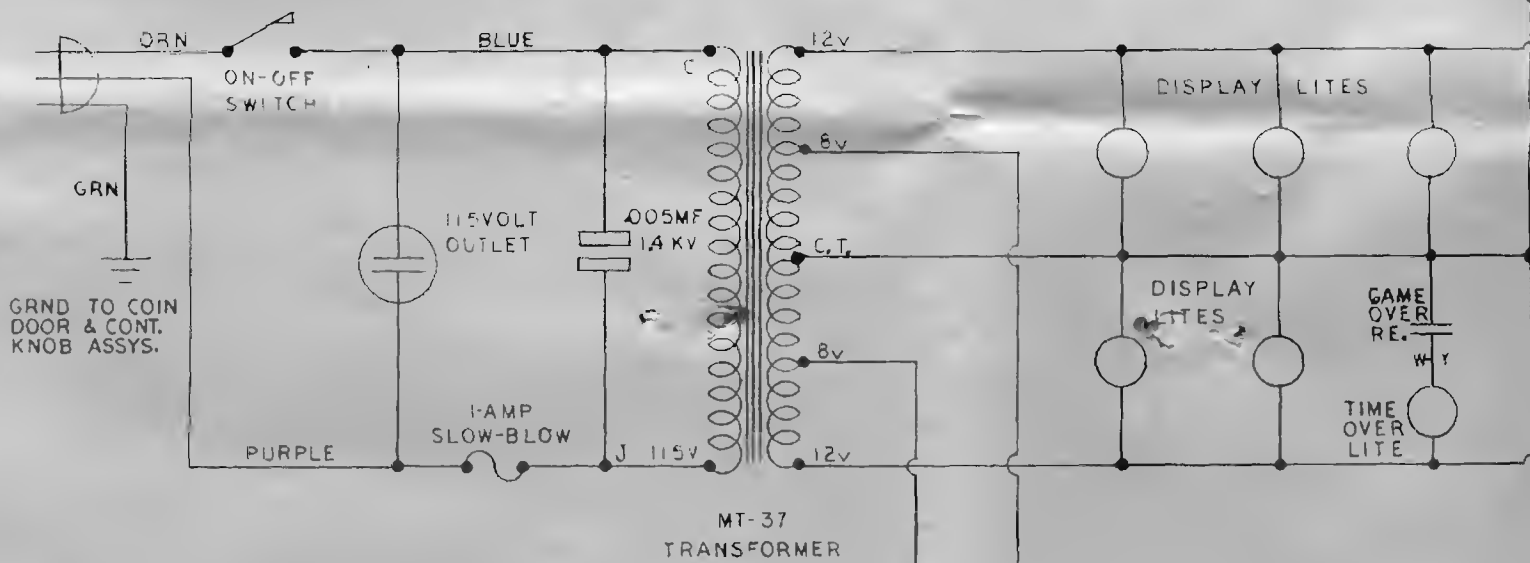 ORN
BLUE
ON-OFF
SWITCH
GRN
GRND TO COIN
DOOR & CONT.
KNOB ASSYS.
115VOLT
OUTLET
.005MF
1.4 KV
C
PURPLE
1-AMP
SLOW-BLOW
J 115V
12V
8V
C.T.
8V
12V
MT-37
TRANSFORMER
DISPLAY LITES
DISPLAY
LITES
GAME
OVER
RE.
W-Y
TIME
OVER
LITE